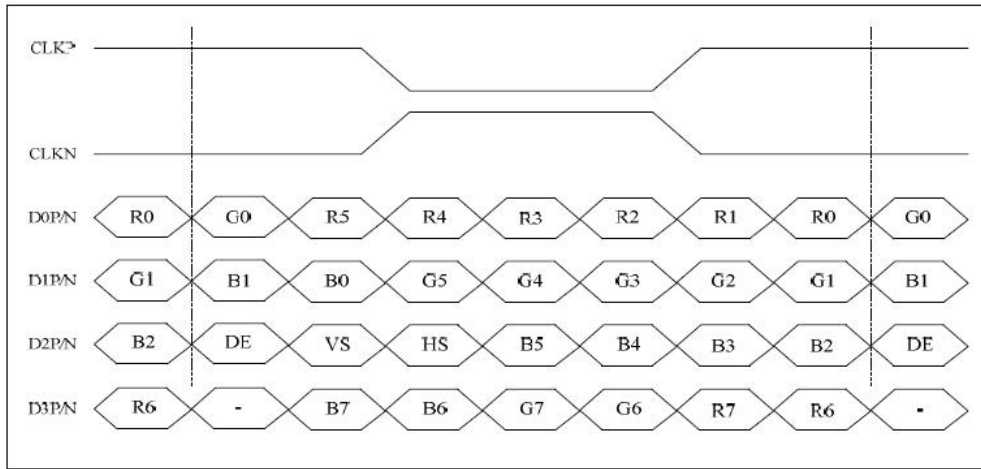 CLKP
CLKN
D0P/N R0 G0 R5 R4 R3 R2 R1 R0 G0
D1P/N G1 B1 B0 G5 G4 G3 G2 G1 B1
D2P/N B2 DE VS HS B5 B4 B3 B2 DE
D3P/N R6 - B7 B6 G7 G6 R7 R6 -